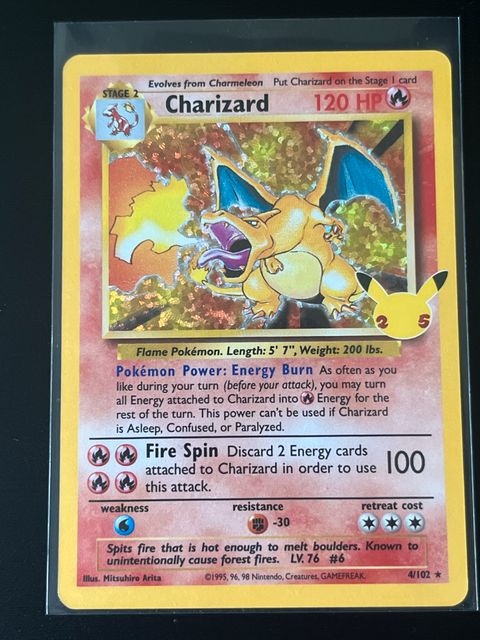 Evolves from Charmeleon Put Charizard on the Stage 1 card
STAGE 2
Charizard 120 HP
25
Flame Pokémon. Length: 5' 7", Weight: 200 lbs.
Pokémon Power: Energy Burn As often as you
like during your turn (before your attack), you may turn
all Energy attached to Charizard into Energy for the
rest of the turn. This power can't be used if Charizard
is Asleep, Confused, or Paralyzed.
Fire Spin Discard 2 Energy cards
attached to Charizard in order to use
this attack.
100
weakness resistance retreat cost
-30
Spits fire that is hot enough to melt boulders. Known to
unintentionally cause forest fires. LV. 76 #6
Illus. Mitsuhiro Arita ©1995, 96, 98 Nintendo, Creatures, GAMEFREAK. 4/102 ★